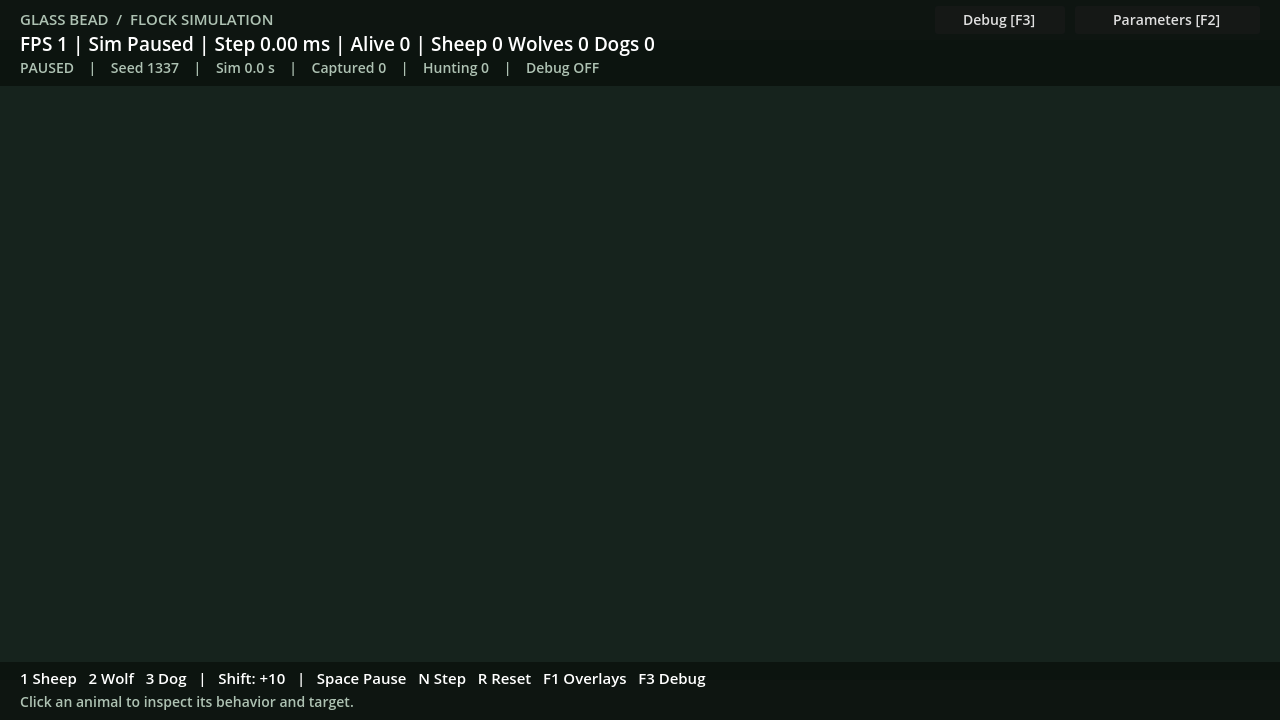 GLASS BEAD / FLOCK SIMULATION
Debug [F3]
Parameters [F2]
FPS 1 | Sim Paused | Step 0.00 ms | Alive 0 | Sheep 0 Wolves 0 Dogs 0
PAUSED | Seed 1337 | Sim 0.0 s | Captured 0 | Hunting 0 | Debug OFF
1 Sheep 2 Wolf 3 Dog | Shift: +10 | Space Pause N Step R Reset F1 Overlays F3 Debug
Click an animal to inspect its behavior and target.